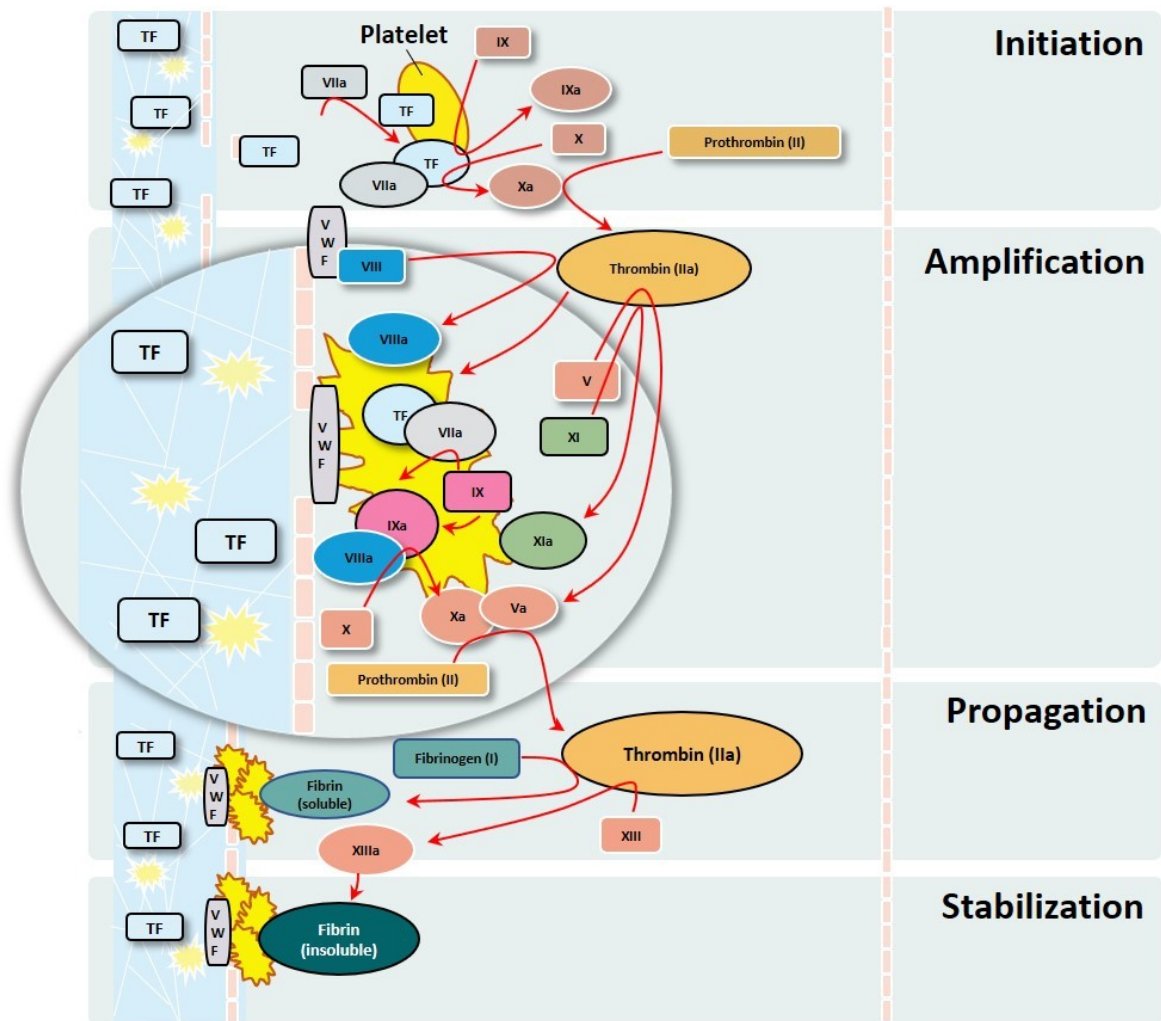 Initiation
TF
Platelet
IX
VIIa
IXa
TF
TF
X
Prothrombin (II)
TF
TF
VIIa
Xa
TF
Amplification
V
W
F
VIII
Thrombin (IIa)
VIIIa
TF
V
TF
VIIa
XI
V
W
F
IX
IXa
TF
XIa
VIIIa
TF
X
Xa
Va
Prothrombin (II)
Propagation
TF
Fibrinogen (I)
Thrombin (IIa)
V
W
F
Fibrin
(soluble)
TF
XIII
XIIIa
Stabilization
V
W
F
TF
Fibrin
(insoluble)